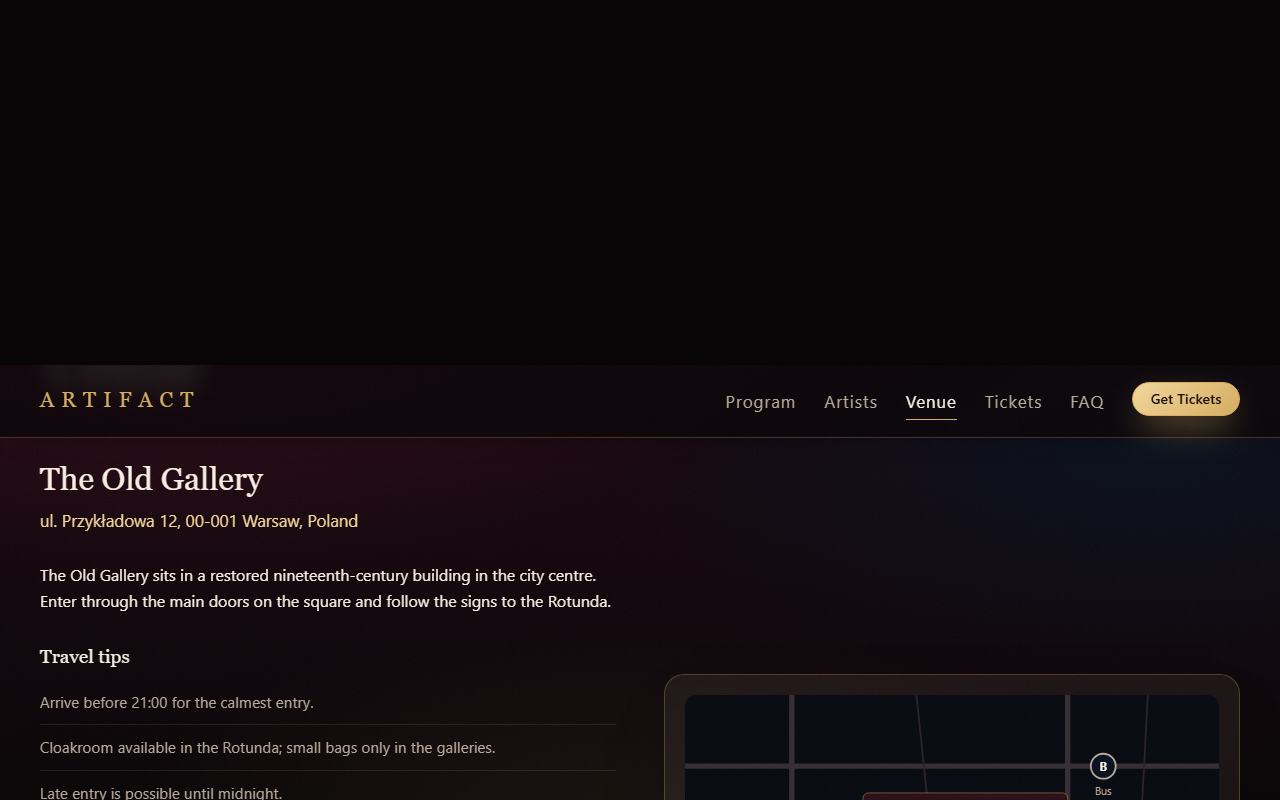 ARTIFACT
Program Artists Venue Tickets FAQ Get Tickets
The Old Gallery
ul. Przykładowa 12, 00-001 Warsaw, Poland
The Old Gallery sits in a restored nineteenth-century building in the city centre.
Enter through the main doors on the square and follow the signs to the Rotunda.
Travel tips
Arrive before 21:00 for the calmest entry.
Cloakroom available in the Rotunda; small bags only in the galleries.
Late entry is possible until midnight.
B
Bus